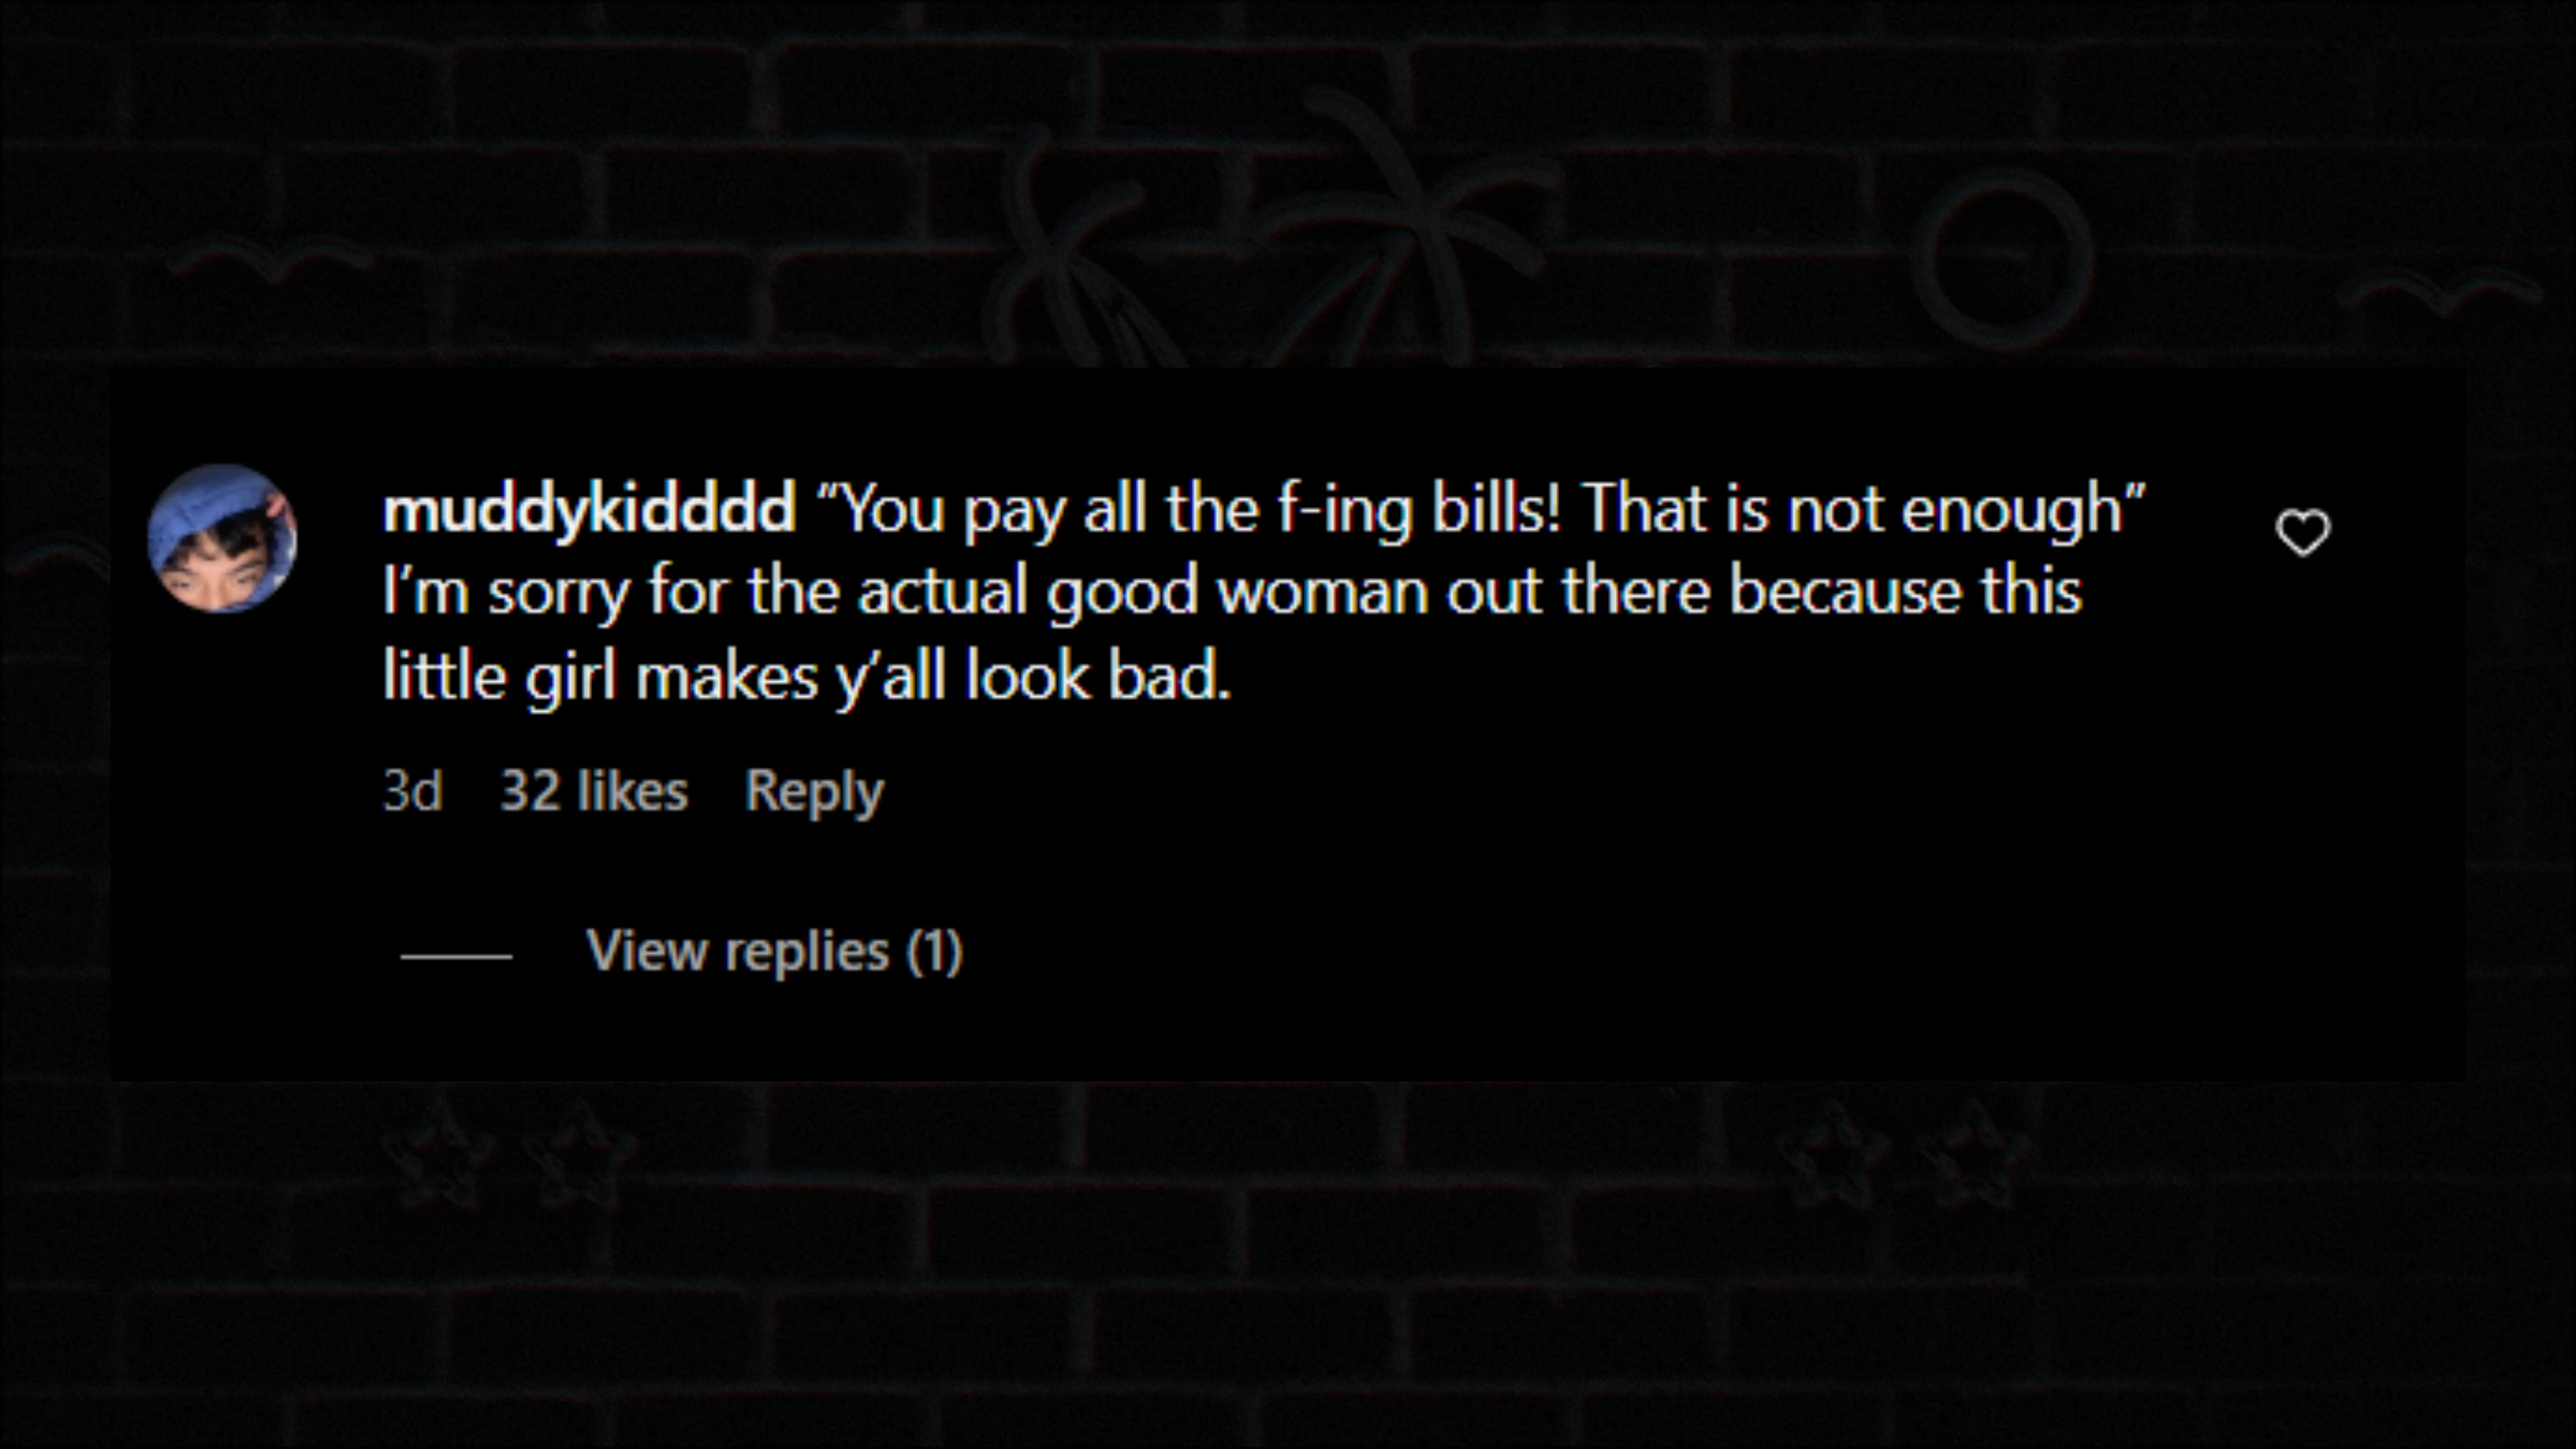 muddykidddd “You pay all the f-ing bills! That is not enough”
I’m sorry for the actual good woman out there because this
little girl makes y’all look bad.
3d 32 likes Reply
View replies (1)